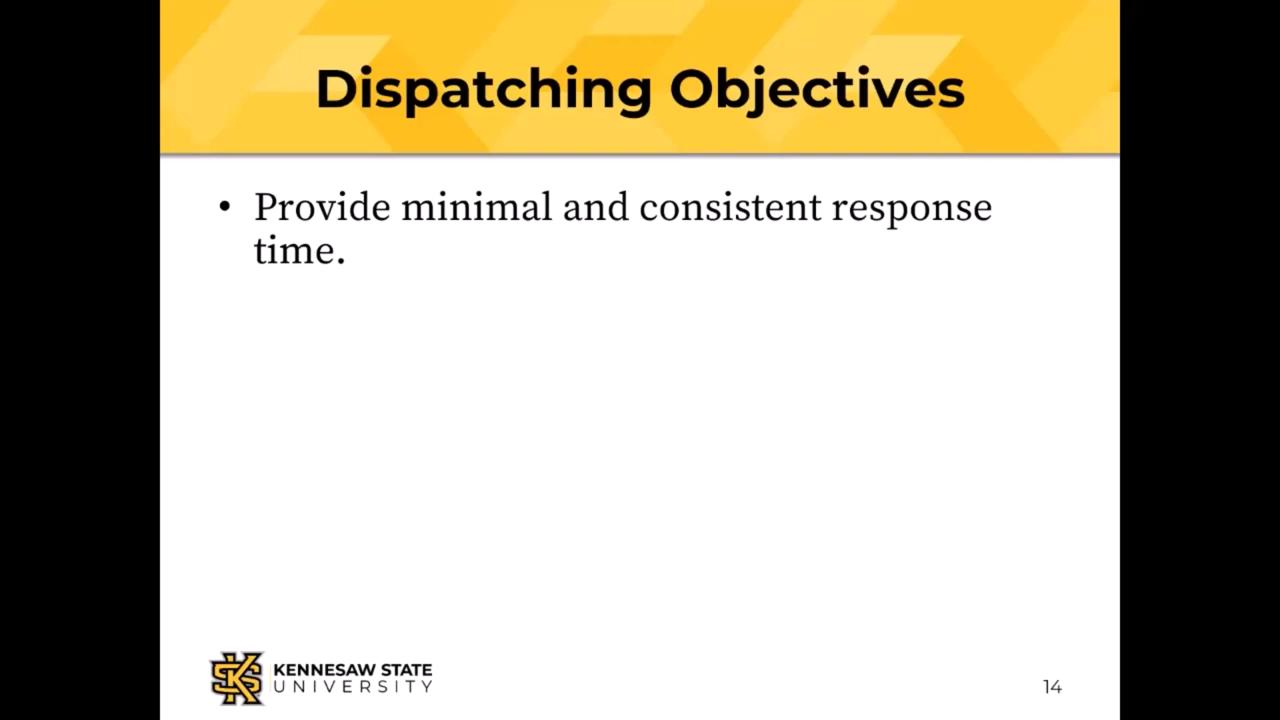 Dispatching Objectives
• Provide minimal and consistent response
time.
KENNESAW STATE
UNIVERSITY
14